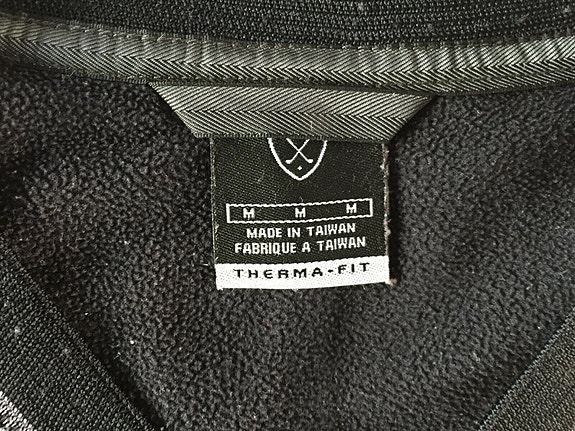 M M M
MADE IN TAIWAN
FABRIQUE A TAIWAN
THERMA-FIT